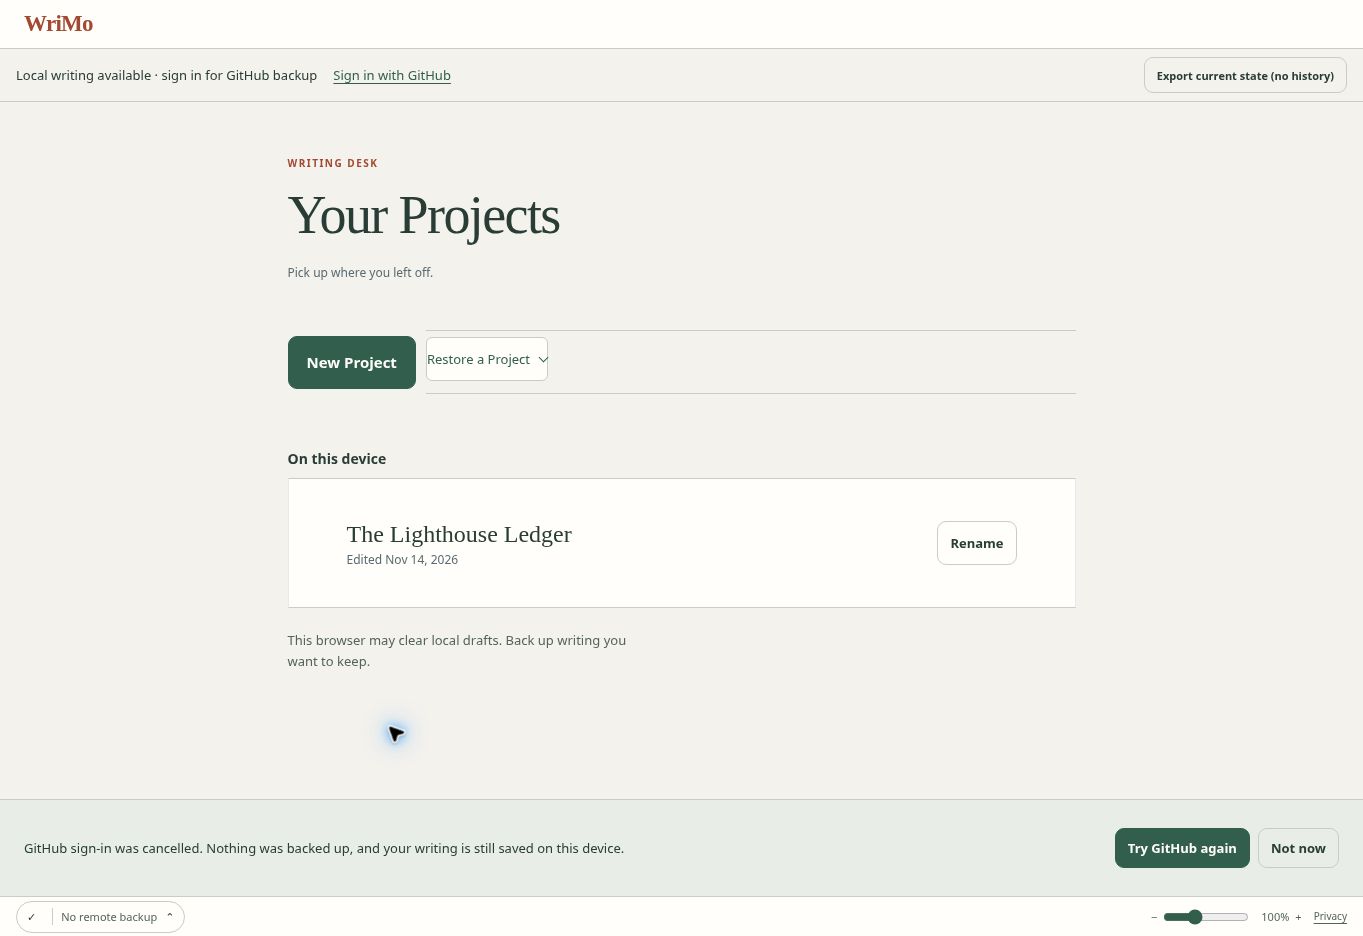 WriMo
Local writing available · sign in for GitHub backup Sign in with GitHub
Export current state (no history)
WRITING DESK
Your Projects
Pick up where you left off.
New Project
Restore a Project
On this device
The Lighthouse Ledger
Edited Nov 14, 2026
Rename
This browser may clear local drafts. Back up writing you
want to keep.
GitHub sign-in was cancelled. Nothing was backed up, and your writing is still saved on this device.
Try GitHub again
Not now
✓ No remote backup ⌃
− 100% + Privacy